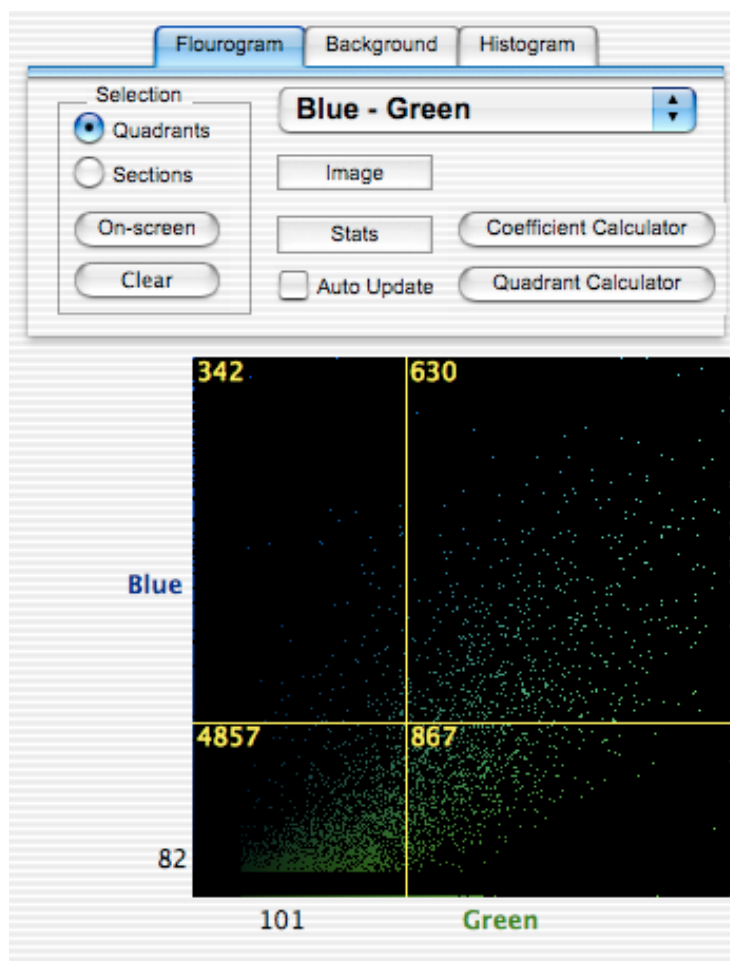 Flourogram Background Histogram
Selection
Quadrants
Sections
On-screen
Clear
Blue - Green
Image
Stats
Auto Update
Coefficient Calculator
Quadrant Calculator
342 630
Blue
4857 867
82
101 Green